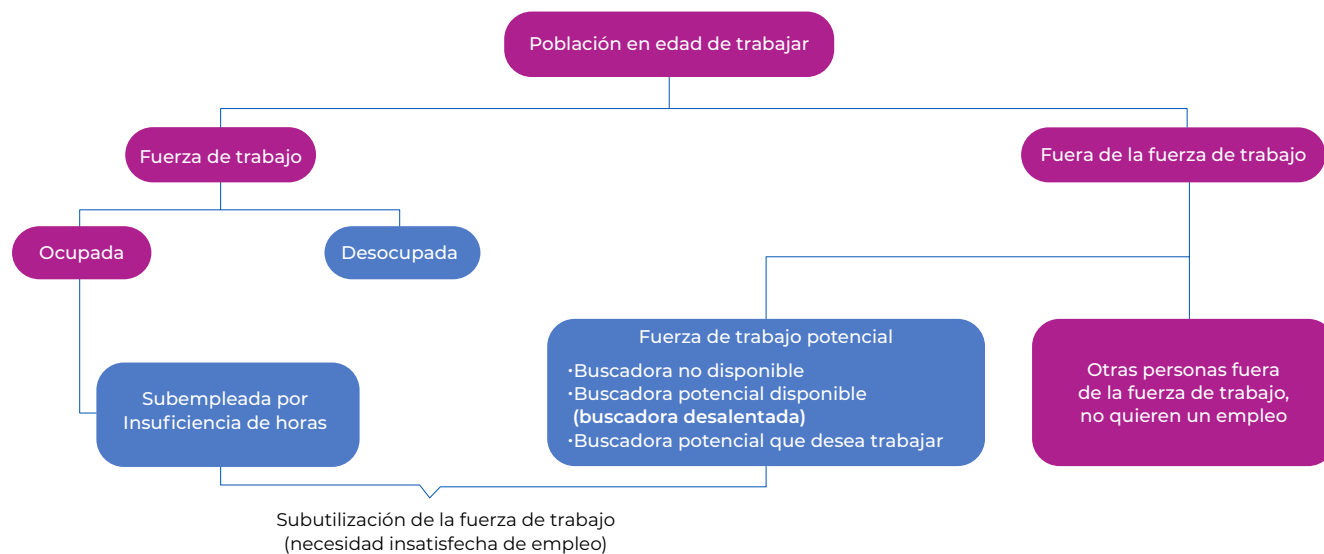 Población en edad de trabajar
Fuerza de trabajo
Fuera de la fuerza de trabajo
Ocupada
Desocupada
Subempleada por
Insuficiencia de horas
Fuerza de trabajo potencial
·Buscadora no disponible
·Buscadora potencial disponible
(buscadora desalentada)
·Buscadora potencial que desea trabajar
Otras personas fuera
de la fuerza de trabajo,
no quieren un empleo
Subutilización de la fuerza de trabajo
(necesidad insatisfecha de empleo)